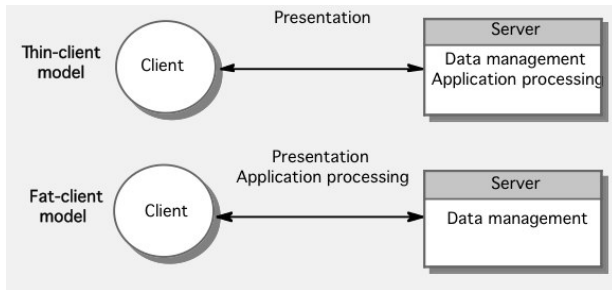 Presentation
Thin-client
model
Client
Server
Data management
Application processing
Presentation
Application processing
Fat-client
model
Client
Server
Data management